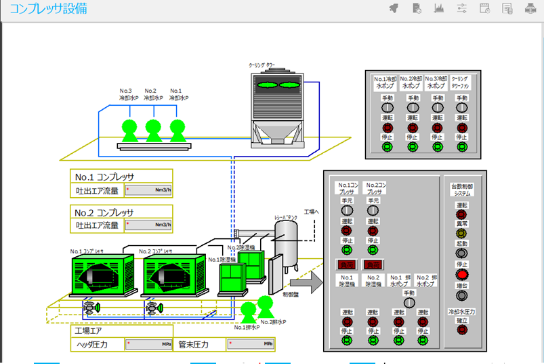 コンプレッサ設備
クーリングタワー
No.3
冷却水P
No.2
冷却水P
No.1
冷却水P
No.1 コンプレッサ
吐出エア流量
* Nm3/h
No.2 コンプレッサ
吐出エア流量
* Nm3/h
レシーバタンク
工場へ
No.1コンプレッサ
No.2コンプレッサ
No.2除湿機
No.1除湿機
制御盤
No.1排水P
No.2排水P
工場エア
ヘッダ圧力
* MPa
管末圧力
* MPa
No.1冷却
水ポンプ
No.2冷却
水ポンプ
No.3冷却
水ポンプ
クーリング
タワーファン
手動
手動
手動
手動
運転
運転
運転
運転
停止
停止
停止
停止
No.1コン
プレッサ
No.2コン
プレッサ
台数制御
システム
単元
単元
運転
運転
運転
異常
停止
停止
起動
停止
No.1
除湿機
No.2
除湿機
No.1 排
水ポンプ
No.2 排
水ポンプ
手動
復台
冷却水圧力
確立
運転
運転
運転
運転
停止
停止
停止
停止